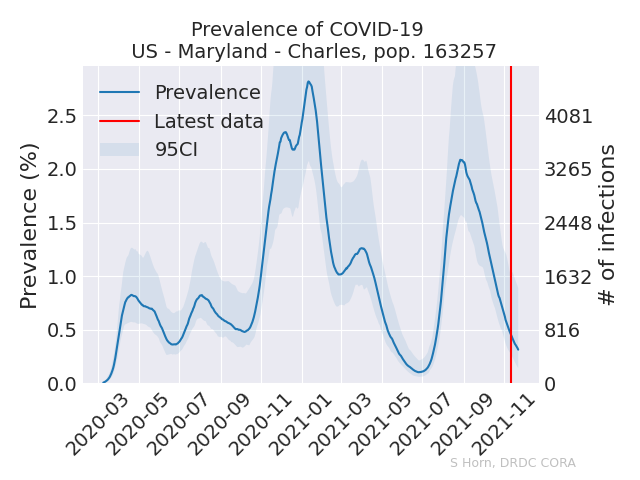 Prevalence of COVID-19
US - Maryland - Charles, pop. 163257
Prevalence
Latest data
95CI
Prevalence (%)
2.5
2.0
1.5
1.0
0.5
0.0
4081
3265
2448
1632
816
0
# of infections
2020-03
2020-05
2020-07
2020-09
2020-11
2021-01
2021-03
2021-05
2021-07
2021-09
2021-11
S Horn, DRDC CORA